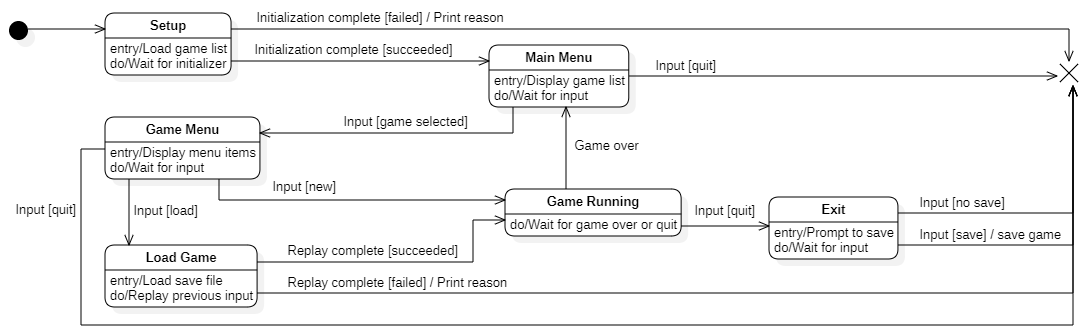 Initialization complete [failed] / Print reason
Setup
entry/Load game list
do/Wait for initializer
Initialization complete [succeeded]
Main Menu
entry/Display game list
do/Wait for input
Input [quit]
Input [game selected]
Game Menu
entry/Display menu items
do/Wait for input
Game over
Input [new]
Input [quit]
Input [load]
Game Running
do/Wait for game over or quit
Input [quit]
Exit
entry/Prompt to save
do/Wait for input
Input [no save]
Input [save] / save game
Load Game
entry/Load save file
do/Replay previous input
Replay complete [succeeded]
Replay complete [failed] / Print reason